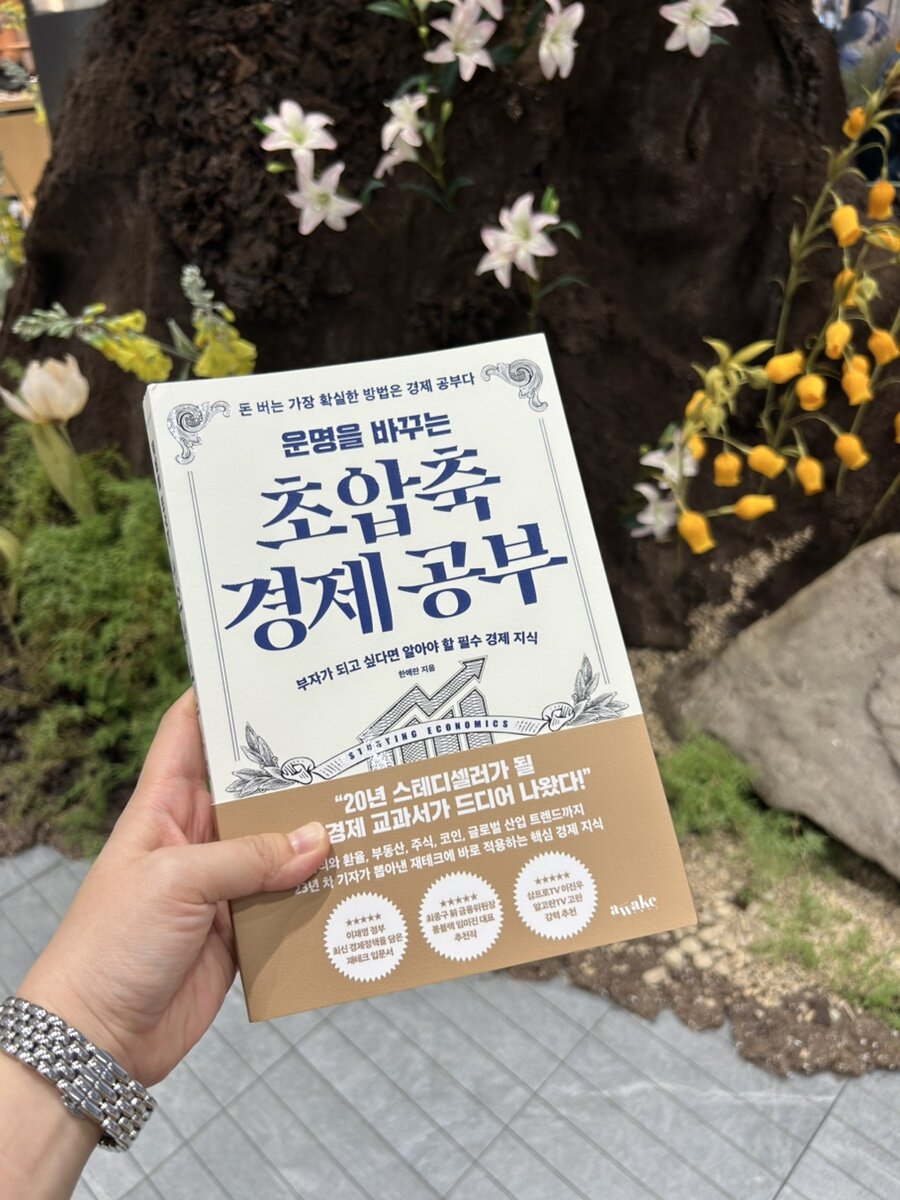 돈 버는 가장 확실한 방법은 경제 공부다
운명을 바꾸는
초압축
경제 공부
부자가 되고 싶다면 알아야 할 필수 경제 지식
한애란 지음
STARTING ECONOMICS
“20년 스테디셀러가 될
경제 교과서가 드디어 나왔다!”
환율, 부동산, 주식, 코인, 글로벌 산업 트렌드까지
23년 차 기자가 뽑아낸 재테크에 바로 적용하는 핵심 경제 지식
★★★★★
이재명 정부
최신 경제정책을 담은
재테크 입문서
★★★★★
최종구 前 금융위원장
롱블랙 임미진 대표
추천작
★★★★★
삼프로TV 이진우
알고란TV 고란
강력 추천
awake